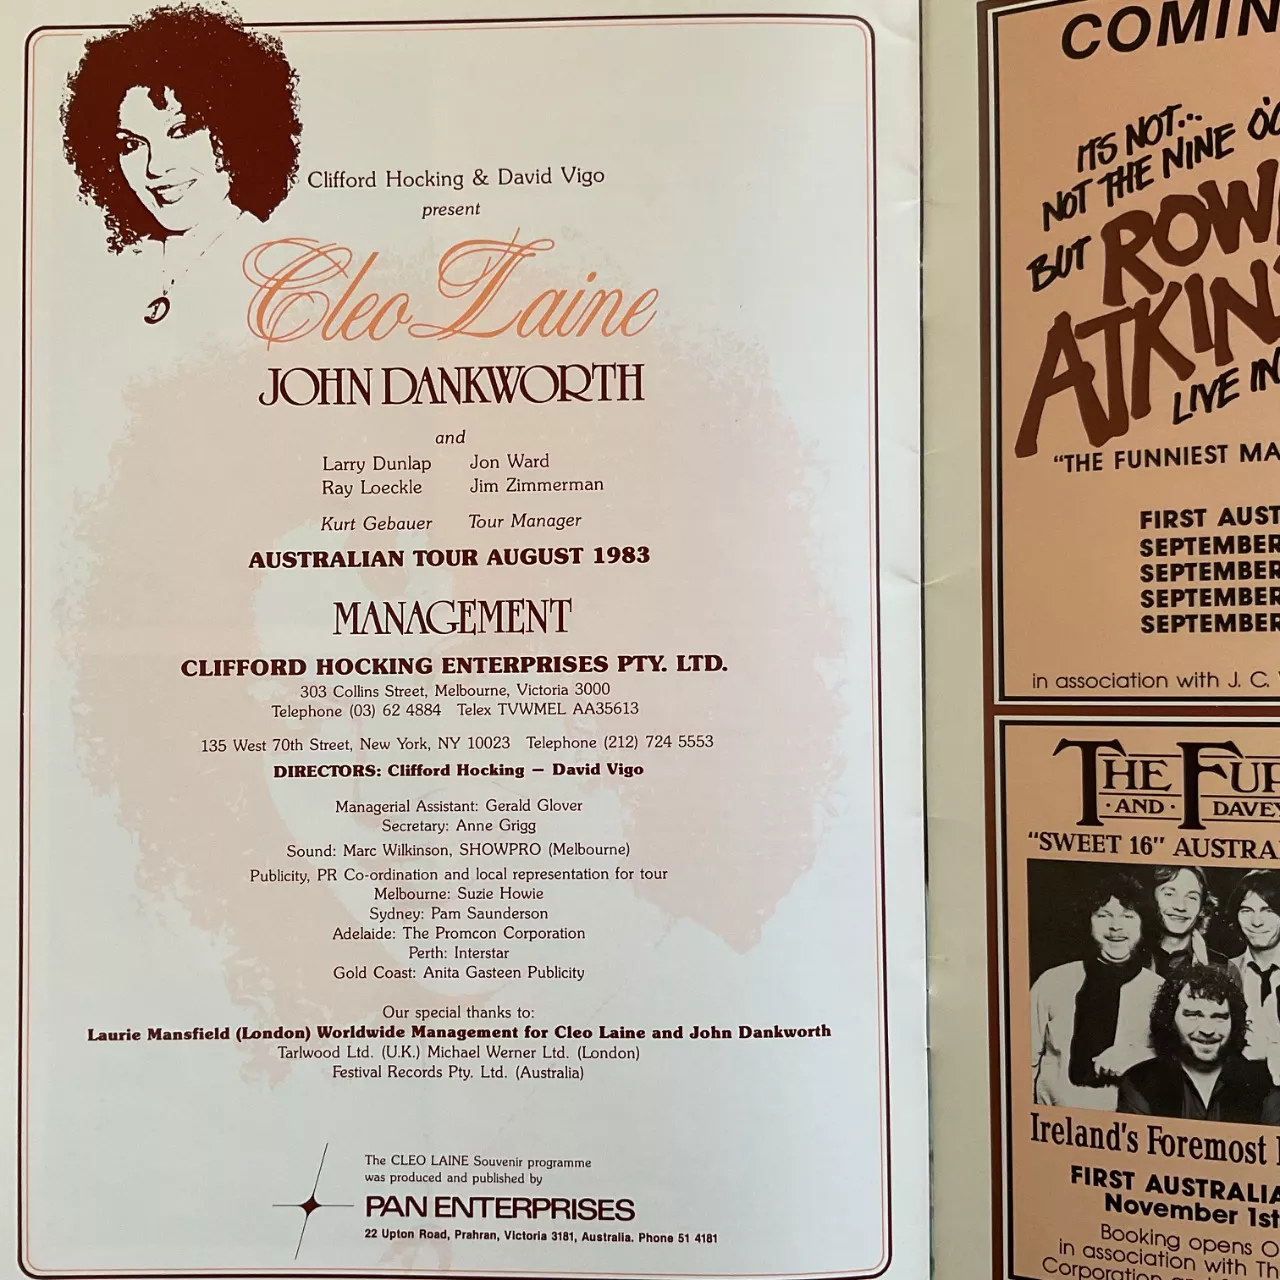 Clifford Hocking & David Vigo
present
Cleo Laine
JOHN DANKWORTH
and
Larry Dunlap Jon Ward
Ray Loeckle Jim Zimmerman
Kurt Gebauer Tour Manager
AUSTRALIAN TOUR AUGUST 1983
MANAGEMENT
CLIFFORD HOCKING ENTERPRISES PTY. LTD.
303 Collins Street, Melbourne, Victoria 3000
Telephone (03) 62 4884 Telex TVWMEL AA35613
135 West 70th Street, New York, NY 10023 Telephone (212) 724 5553
DIRECTORS: Clifford Hocking — David Vigo
Managerial Assistant: Gerald Glover
Secretary: Anne Grigg
Sound: Marc Wilkinson, SHOWPRO (Melbourne)
Publicity, PR Co-ordination and local representation for tour
Melbourne: Suzie Howie
Sydney: Pam Saunderson
Adelaide: The Promcon Corporation
Perth: Interstar
Gold Coast: Anita Gasteen Publicity
Our special thanks to:
Laurie Mansfield (London) Worldwide Management for Cleo Laine and John Dankworth
Tarlwood Ltd. (U.K.) Michael Werner Ltd. (London)
Festival Records Pty. Ltd. (Australia)
The CLEO LAINE Souvenir programme
was produced and published by
PAN ENTERPRISES
22 Upton Road, Prahran, Victoria 3181, Australia. Phone 51 4181
COMIN
IT'S NOT...
NOT THE NINE O'
BUT ROW
ATKINS
LIVE IN
"THE FUNNIEST MA
FIRST AUST
SEPTEMBER
SEPTEMBER
SEPTEMBER
SEPTEMBER
in association with J. C.
THE FUR
·AND· DAVEY
"SWEET 16" AUSTRA
Ireland's Foremost
FIRST AUSTRALIA
November 1st
Booking opens O
in association with Th
Corporation